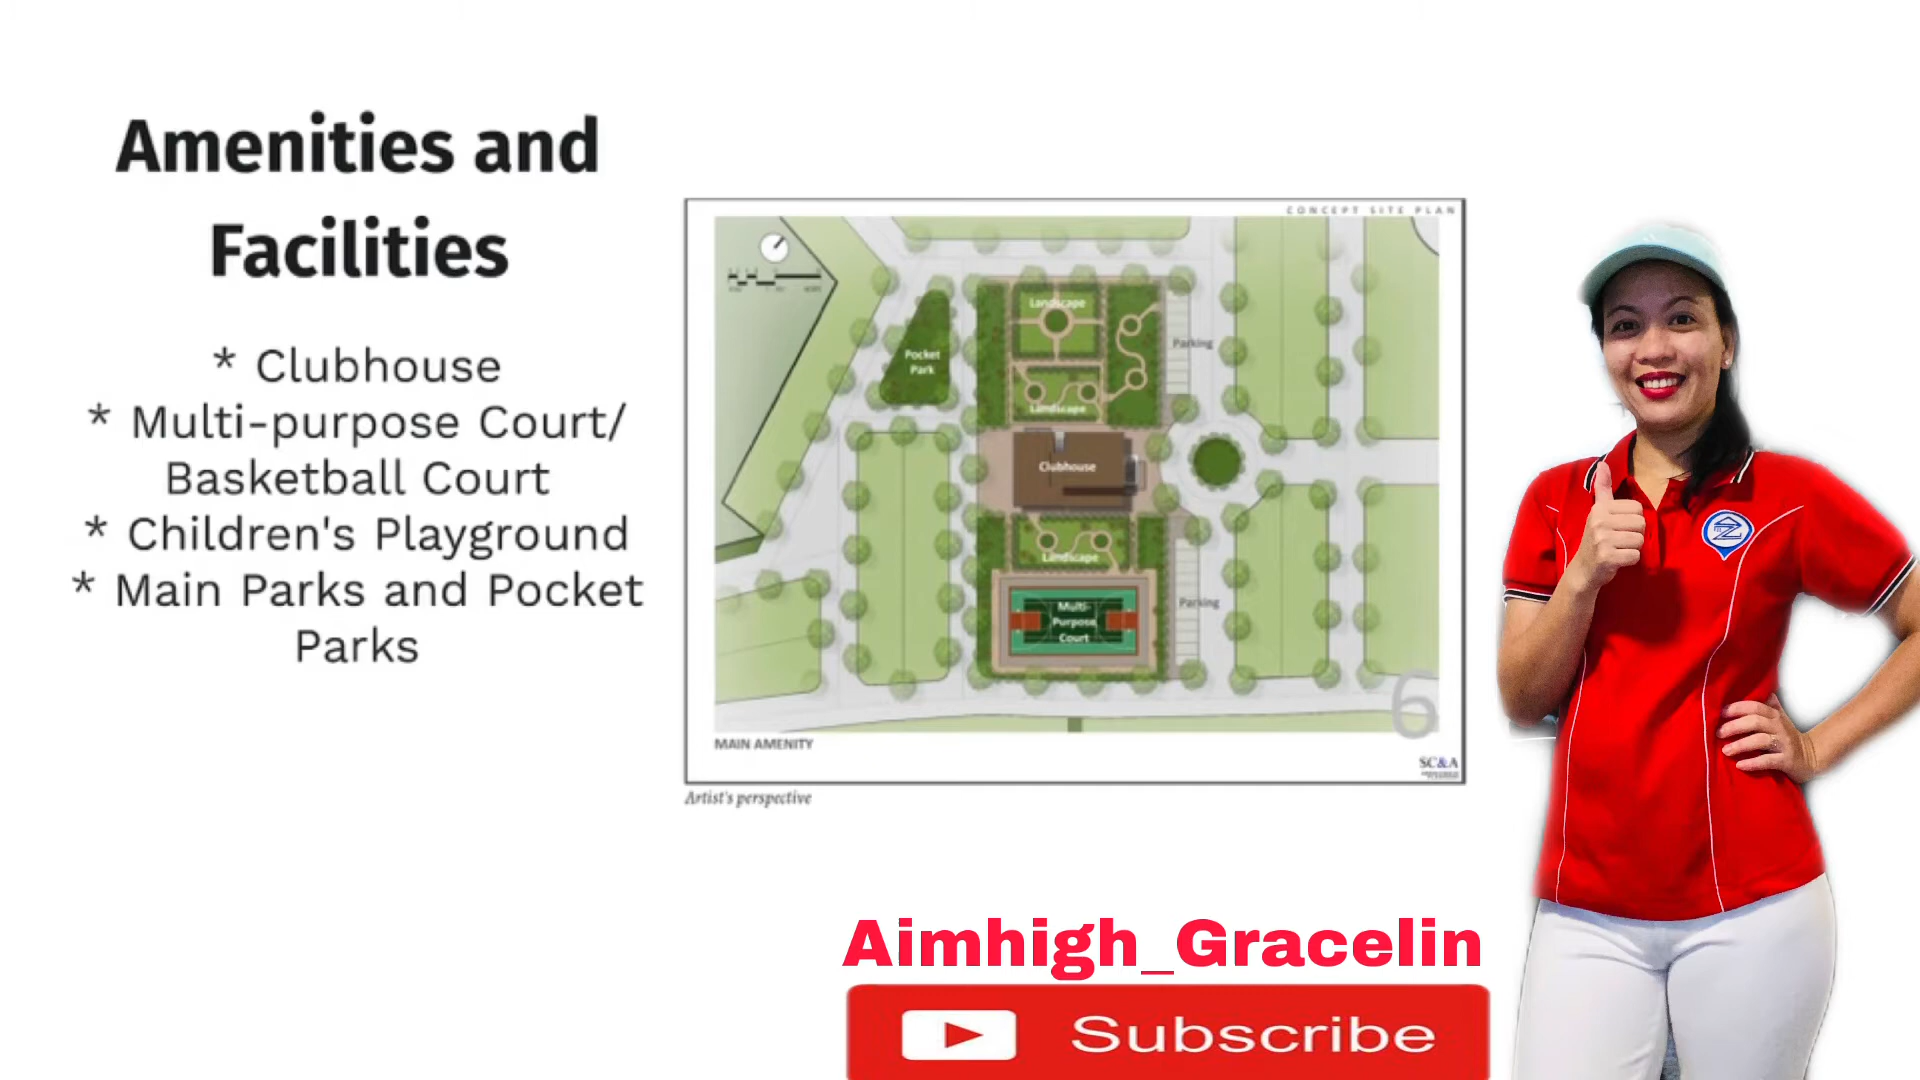 Amenities and
Facilities
* Clubhouse
* Multi-purpose Court/
Basketball Court
* Children's Playground
* Main Parks and Pocket
Parks
CONCEPT SITE PLAN
Landscape
Pocket
Park
Parking
Landscape
Clubhouse
Landscape
Multi-
Purpose
Court
Parking
6
MAIN AMENITY
SC&A
Artist's perspective
Aimhigh_Gracelin
Subscribe